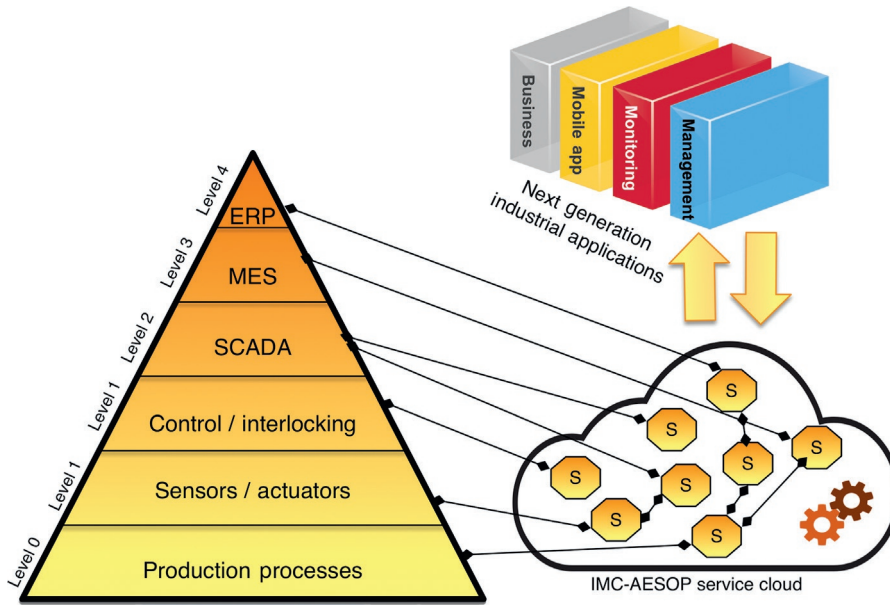 Business
Mobile app
Monitoring
Management
Next generation
industrial applications
Level 4
ERP
Level 3
MES
Level 2
SCADA
Level 1
Control / interlocking
Level 1
Sensors / actuators
Level 0
Production processes
S
S
S
S
S
S
S
S
IMC-AESOP service cloud